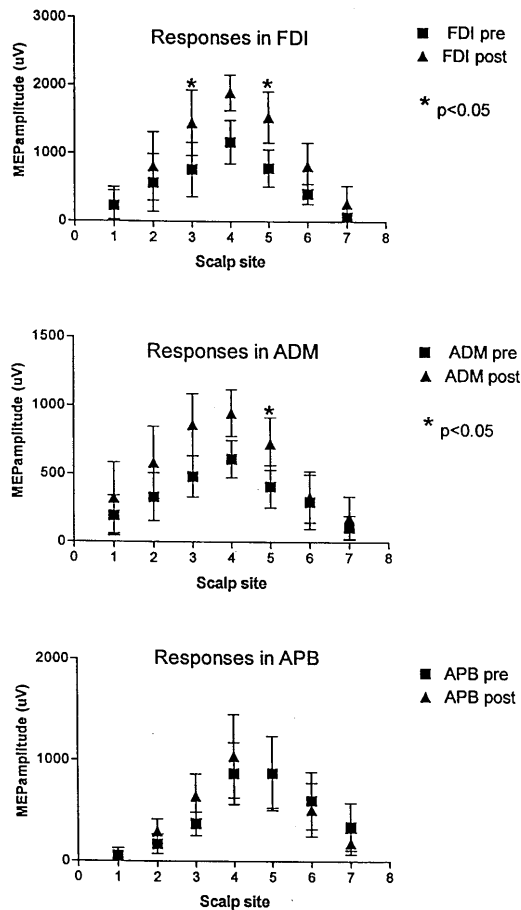 Responses in FDI
FDI pre
FDI post
* p<0.05
MEPamplitude (uV)
3000
2000
1000
0
* *
0 1 2 3 4 5 6 7 8
Scalp site
Responses in ADM
ADM pre
ADM post
* p<0.05
MEPamplitude (uV)
1500
1000
500
0
*
0 1 2 3 4 5 6 7 8
Scalp site
Responses in APB
APB pre
APB post
MEPamplitude (uV)
2000
1000
0
0 1 2 3 4 5 6 7 8
Scalp site